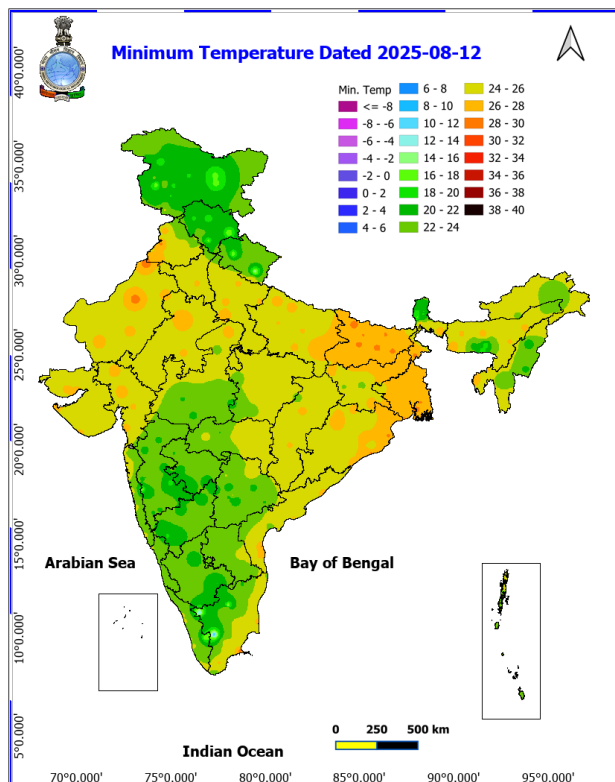 Minimum Temperature Dated 2025-08-12
Min. Temp
<= -8
-8 - -6
-6 - -4
-4 - -2
-2 - 0
0 - 2
2 - 4
4 - 6
6 - 8
8 - 10
10 - 12
12 - 14
14 - 16
16 - 18
18 - 20
20 - 22
22 - 24
24 - 26
26 - 28
28 - 30
30 - 32
32 - 34
34 - 36
36 - 38
38 - 40
40°0.000'
35°0.000'
30°0.000'
25°0.000'
20°0.000'
15°0.000'
10°0.000'
5°0.000'
Arabian Sea
Bay of Bengal
Indian Ocean
0 250 500 km
70°0.000' 75°0.000' 80°0.000' 85°0.000' 90°0.000' 95°0.000'